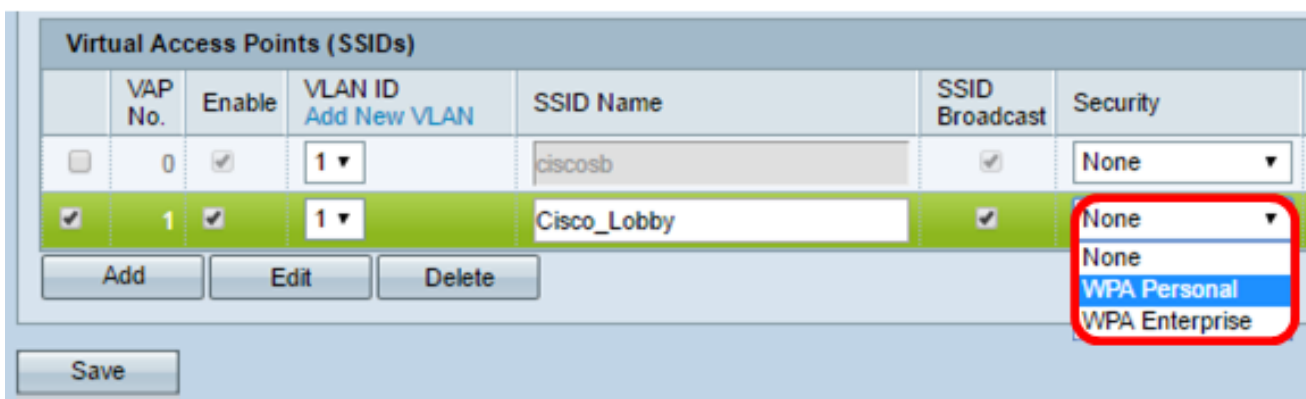 Virtual Access Points (SSIDs)
VAP No. Enable VLAN ID Add New VLAN SSID Name SSID Broadcast Security
0 1 ciscosb None
1 1 Cisco_Lobby None
None
WPA Personal
WPA Enterprise
Add Edit Delete
Save